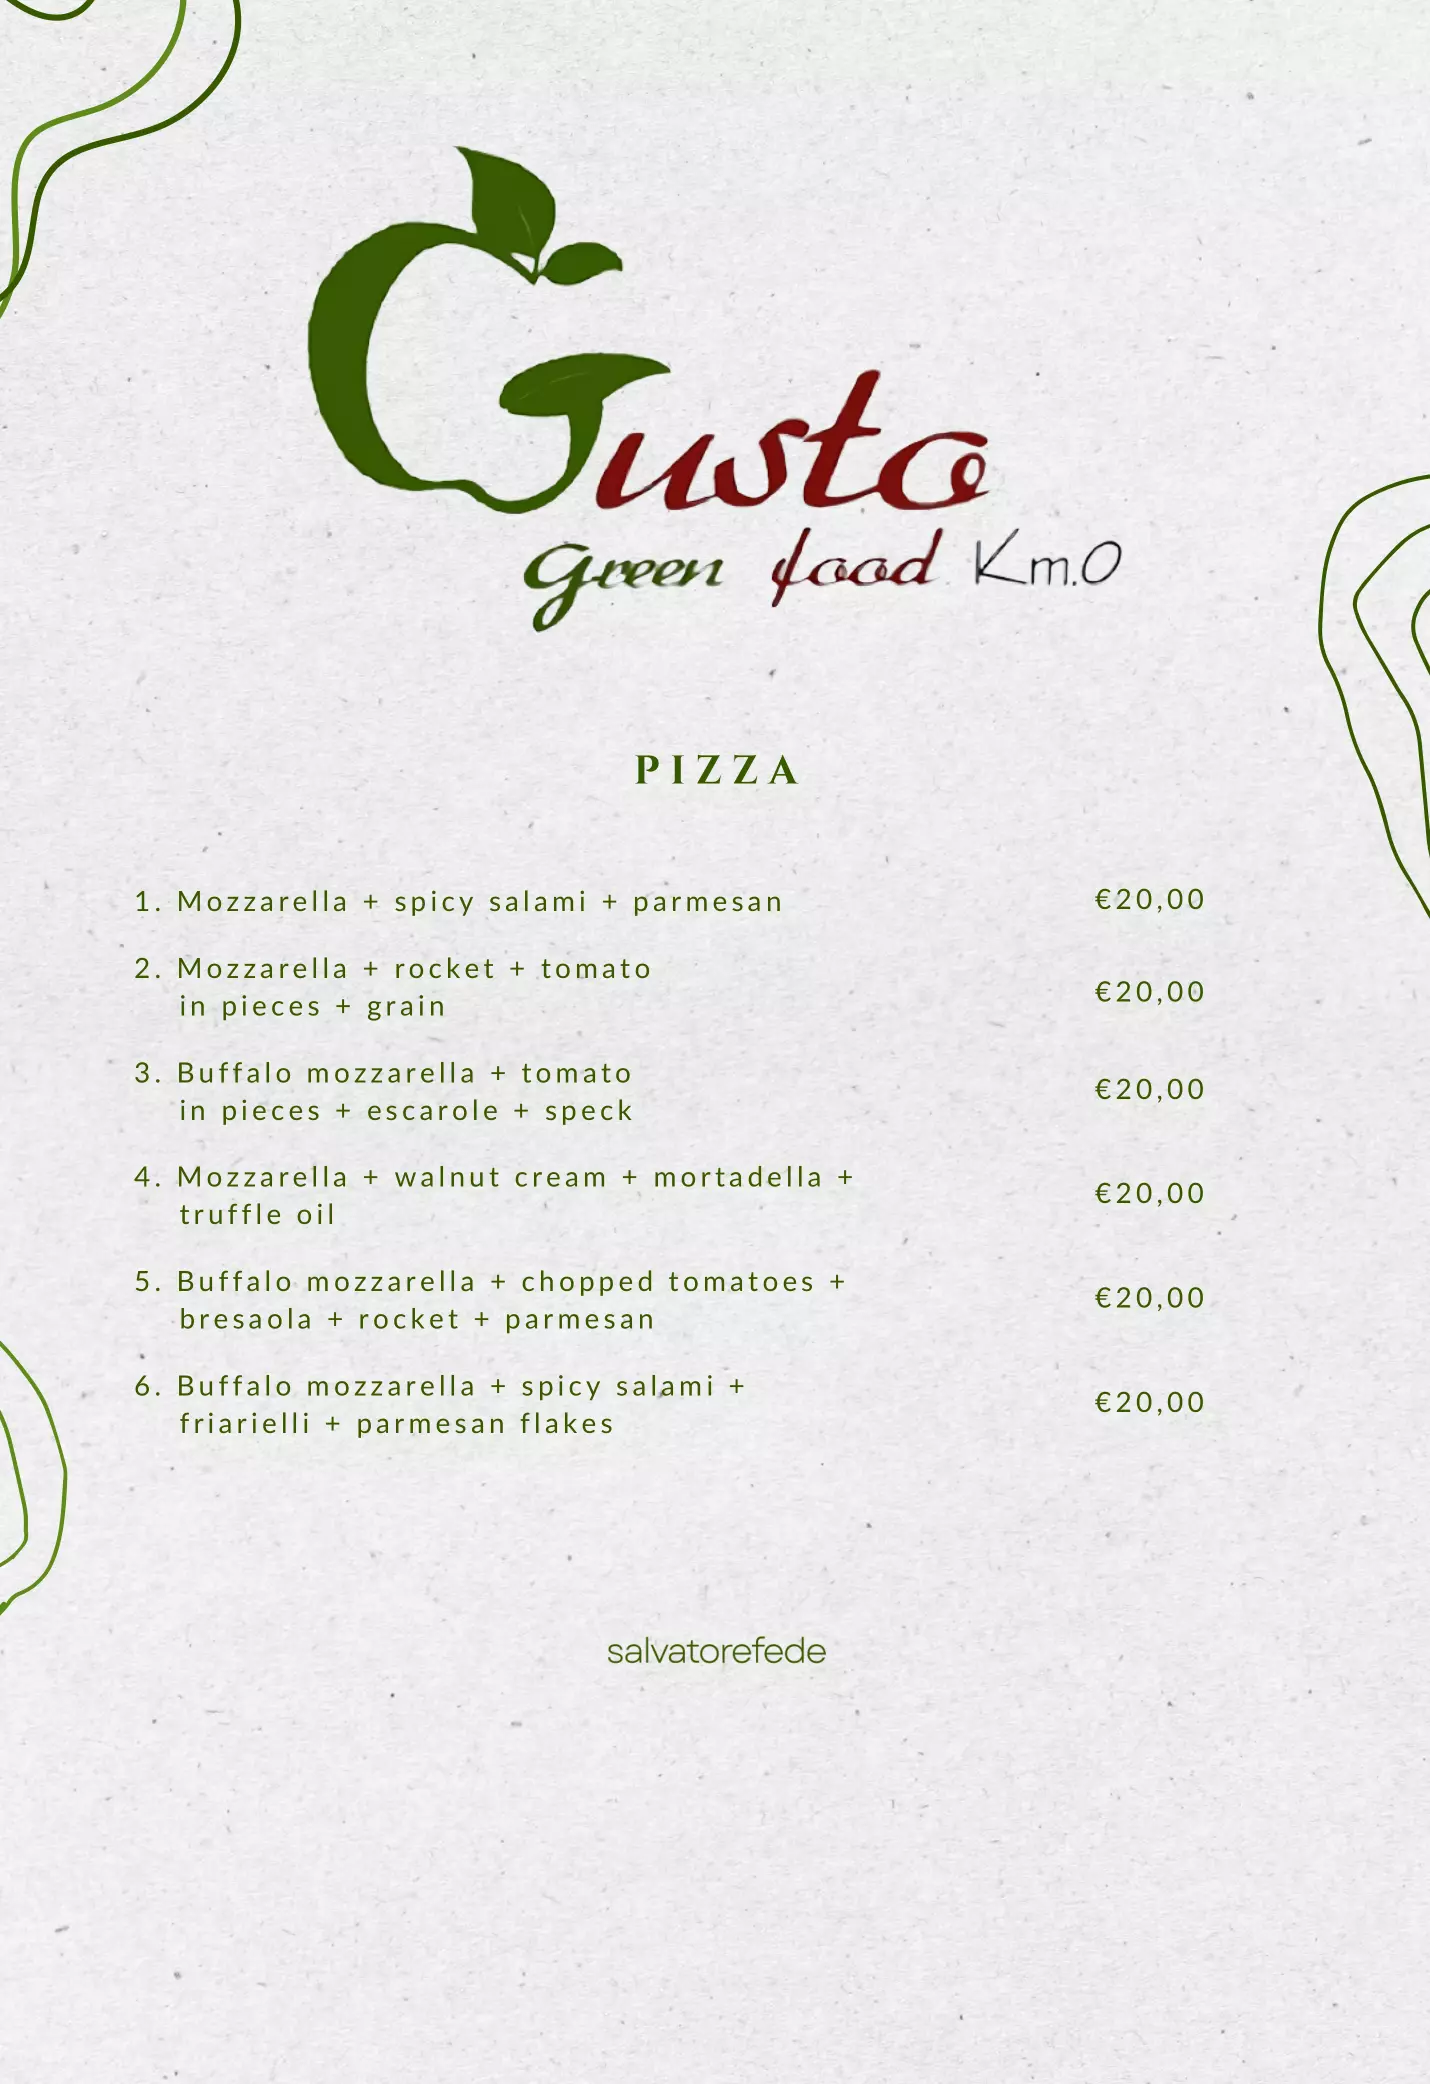 Gusto
Green food Km.0
PIZZA
1. Mozzarella + spicy salami + parmesan €20,00
2. Mozzarella + rocket + tomato
in pieces + grain €20,00
3. Buffalo mozzarella + tomato
in pieces + escarole + speck €20,00
4. Mozzarella + walnut cream + mortadella +
truffle oil €20,00
5. Buffalo mozzarella + chopped tomatoes +
bresaola + rocket + parmesan €20,00
6. Buffalo mozzarella + spicy salami +
friarielli + parmesan flakes €20,00
salvatorefede